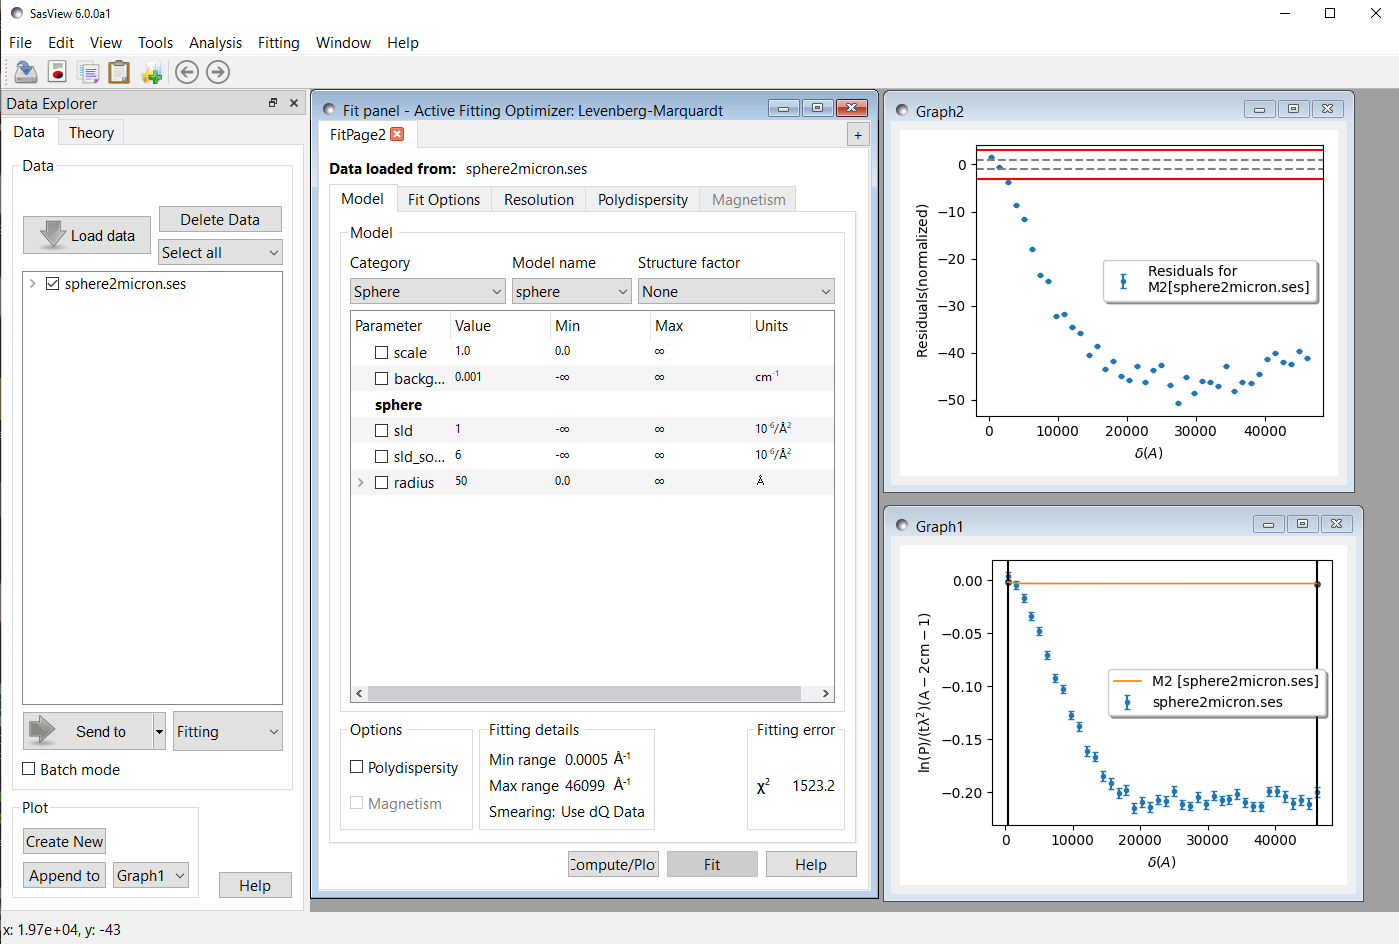 SasView 6.0.0a1
File Edit View Tools Analysis Fitting Window Help
Data Explorer
Data Theory
Data
Load data
Delete Data
Select all
sphere2micron.ses
Send to
Fitting
Batch mode
Plot
Create New
Append to Graph1
Help
x: 1.97e+04, y: -43
Fit panel - Active Fitting Optimizer: Levenberg-Marquardt
FitPage2
+
Data loaded from: sphere2micron.ses
Model Fit Options Resolution Polydispersity Magnetism
Model
Category Model name Structure factor
Sphere sphere None
Parameter Value Min Max Units
scale 1.0 0.0 ∞
backg... 0.001 -∞ ∞ cm⁻¹
sphere
sld 1 -∞ ∞ 10⁻⁶/Å²
sld_so... 6 -∞ ∞ 10⁻⁶/Å²
radius 50 0.0 ∞ Å
Options
Polydispersity
Magnetism
Fitting details
Min range 0.0005 Å⁻¹
Max range 46099 Å⁻¹
Smearing: Use dQ Data
Fitting error
χ² 1523.2
Compute/Plo
Fit
Help
Graph2
Residuals(normalized)
0
−10
−20
−30
−40
−50
Residuals for
M2[sphere2micron.ses]
0 10000 20000 30000 40000
δ(A)
Graph1
ln(P)/(tλ²)(A − 2cm − 1)
0.00
−0.05
−0.10
−0.15
−0.20
M2 [sphere2micron.ses]
sphere2micron.ses
0 10000 20000 30000 40000
δ(A)